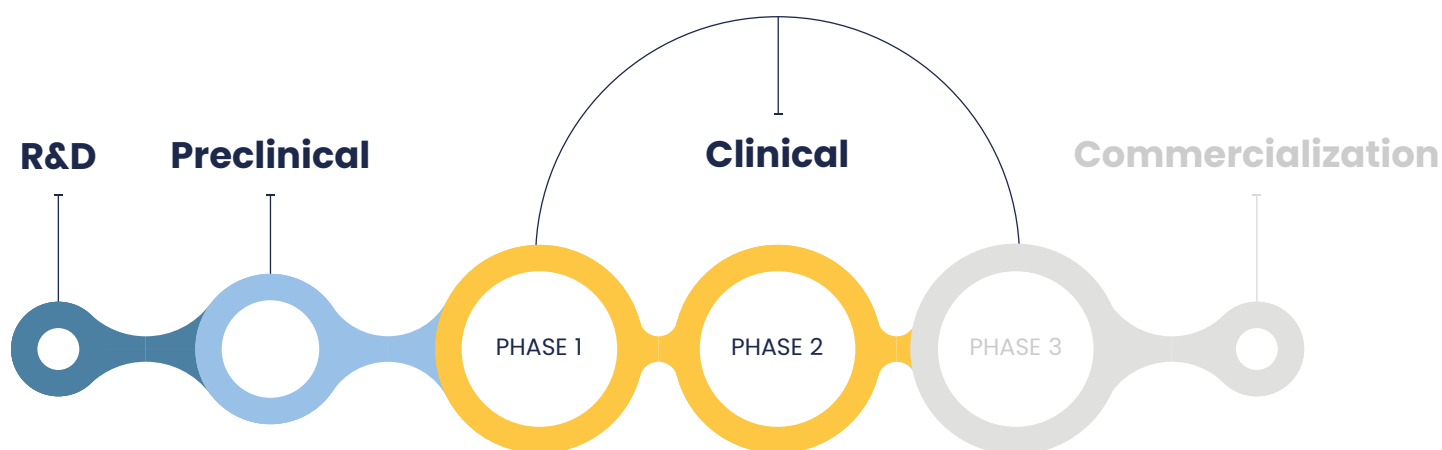 R&D
Preclinical
Clinical
Commercialization
PHASE 1
PHASE 2
PHASE 3